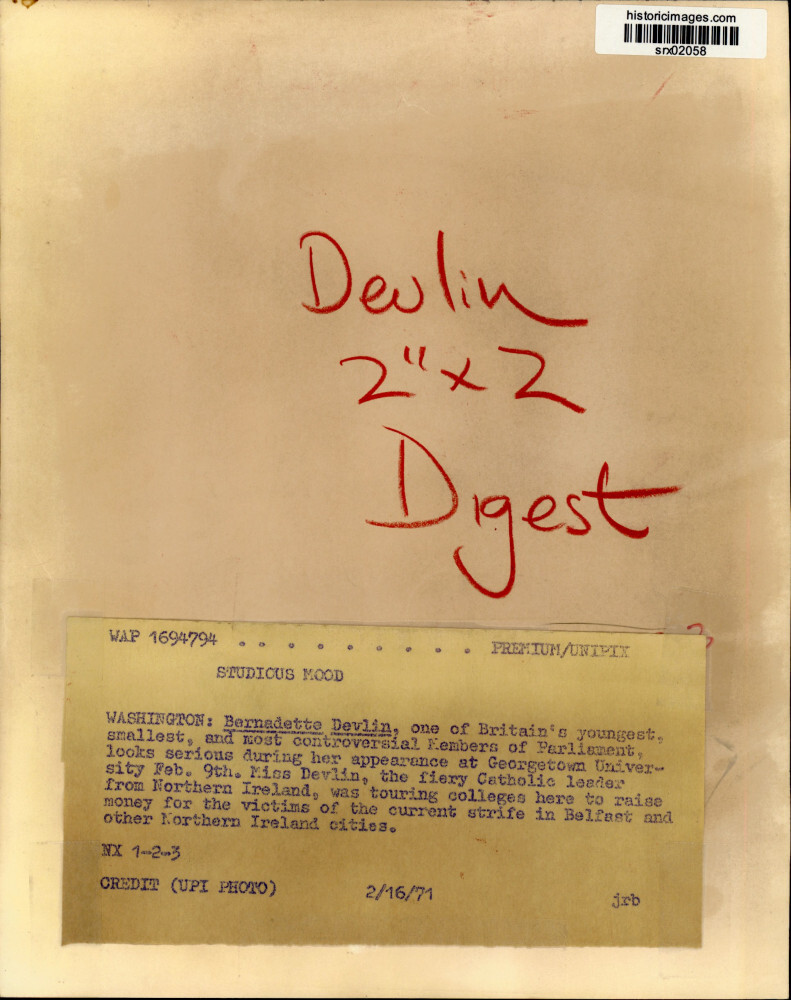 historicimages.com
srx02058
Devlin
2" x 2
Digest
WAP 1694794 . . . . . . . . . . PREMIUM/UNIPIX
STUDIOUS MOOD
WASHINGTON: Bernadette Devlin, one of Britain's youngest,
smallest, and most controversial Members of Parliament,
looks serious during her appearance at Georgetown Univer-
sity Feb. 9th. Miss Devlin, the fiery Catholic leader
from Northern Ireland, was touring colleges here to raise
money for the victims of the current strife in Belfast and
other Northern Ireland cities.
NX 1-2-3
CREDIT (UPI PHOTO) 2/16/71 jrb